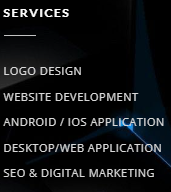 SERVICES
LOGO DESIGN
WEBSITE DEVELOPMENT
ANDROID / IOS APPLICATION
DESKTOP/WEB APPLICATION
SEO & DIGITAL MARKETING